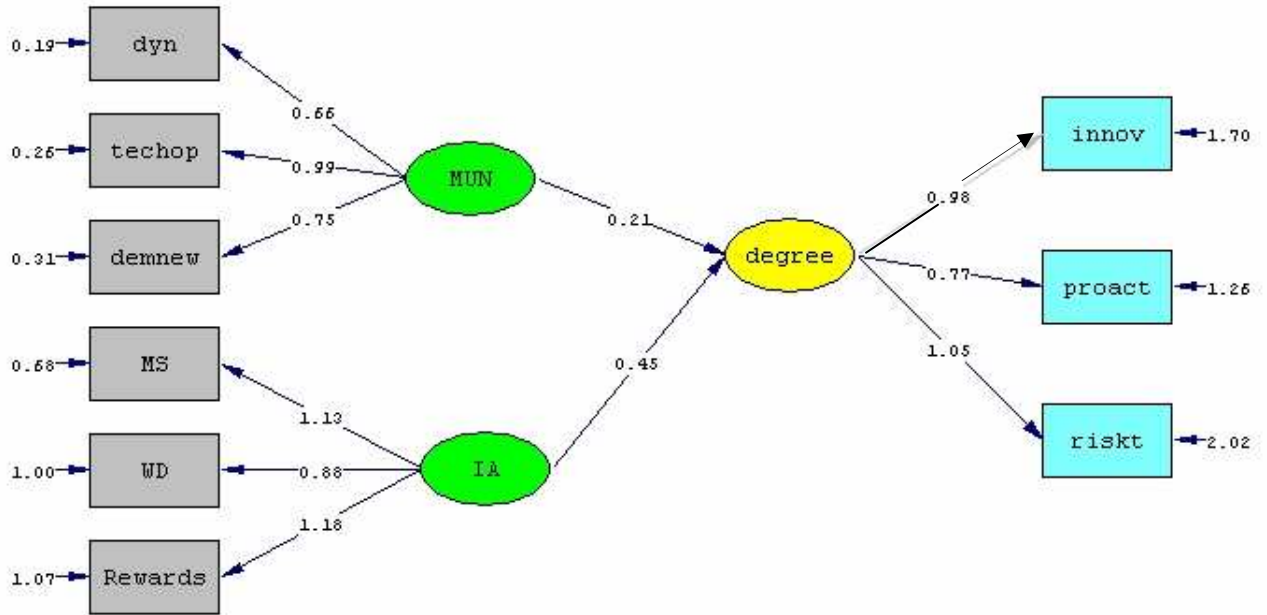 0.19
dyn
0.66
0.26
techop
0.99
MUN
0.75
0.31
demnew
0.21
degree
0.98
innov
1.70
0.77
proact
1.26
1.05
riskt
2.02
0.68
MS
1.13
0.45
1.00
WD
0.88
IA
1.18
1.07
Rewards